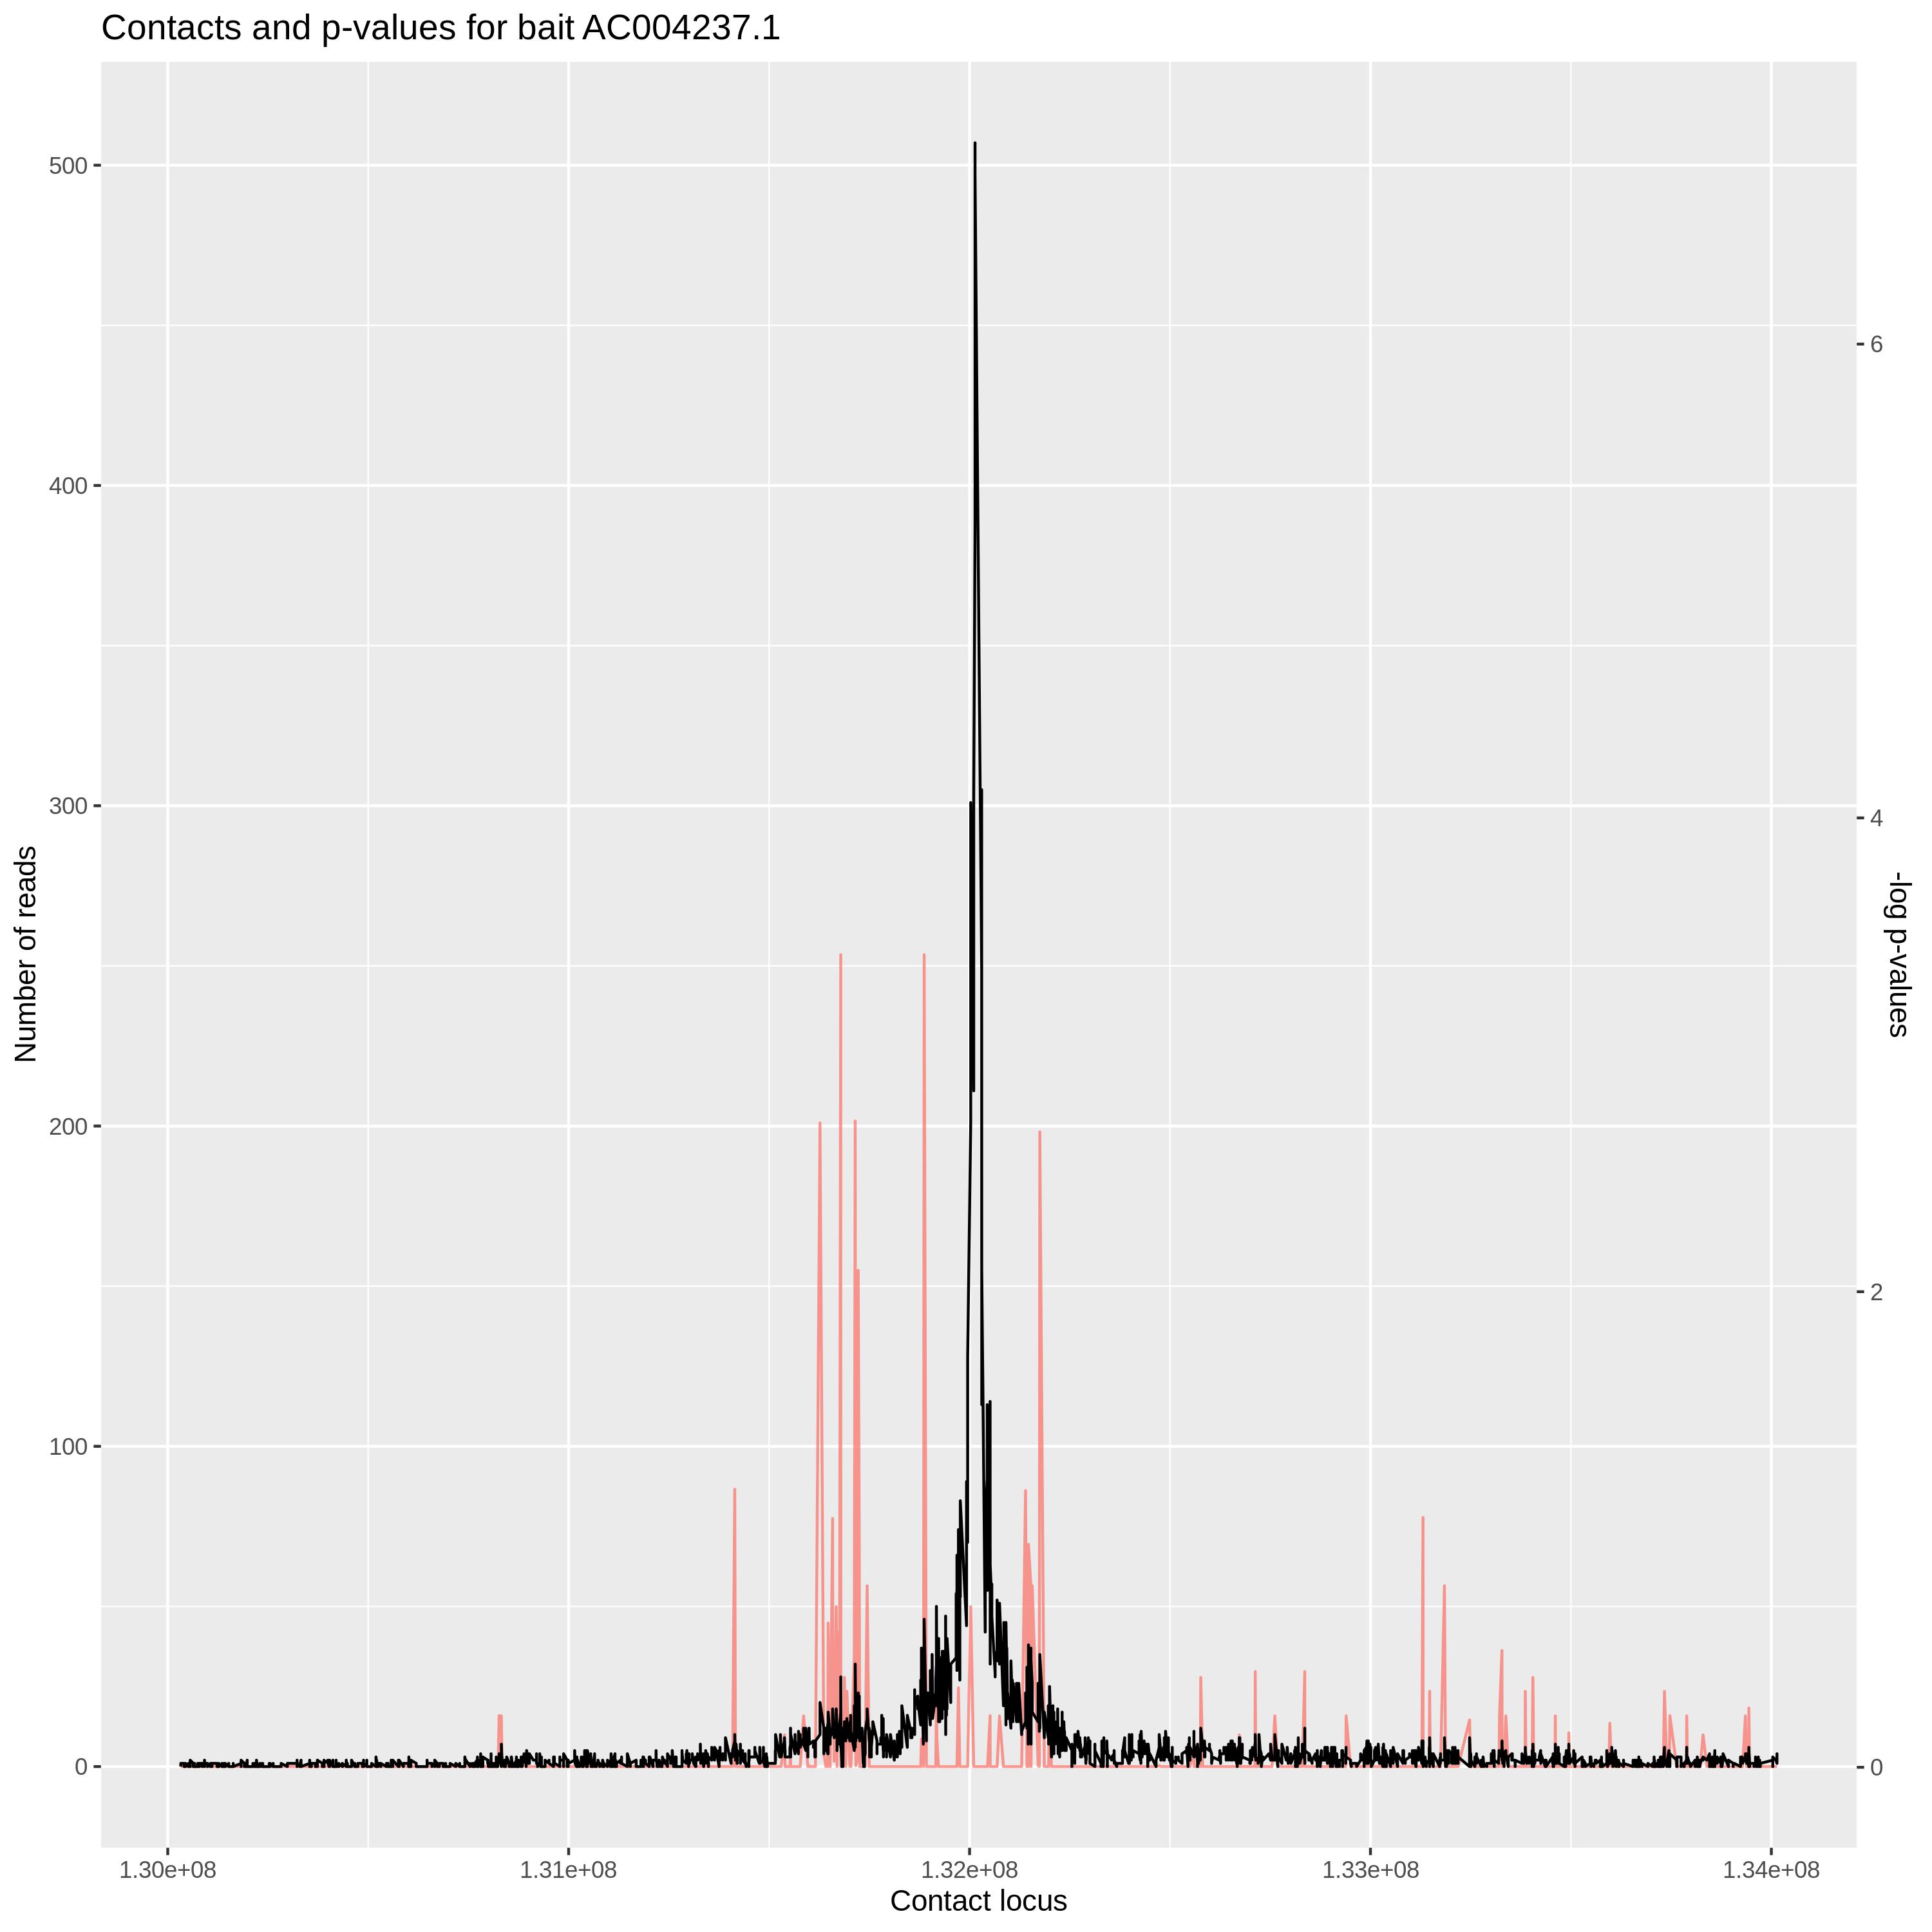 Contacts and p-values for bait AC004237.1
500
400
300
200
100
0
Number of reads
6
4
2
0
-log p-values
1.30e+08
1.31e+08
1.32e+08
1.33e+08
1.34e+08
Contact locus